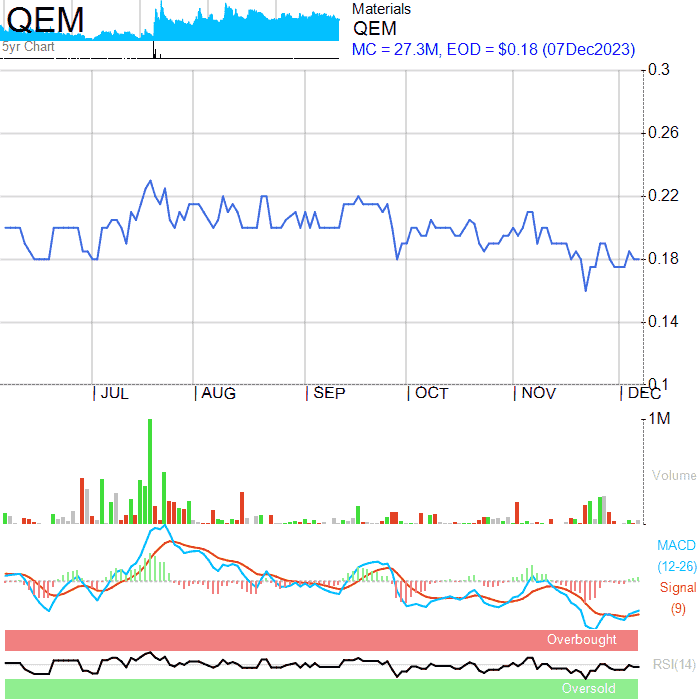 QEM
5yr Chart
Materials
QEM
MC = 27.3M, EOD = $0.18 (07Dec2023)
0.3
0.26
0.22
0.18
0.14
0.1
JUL AUG SEP OCT NOV DEC
1M
Volume
MACD
(12-26)
Signal
(9)
Overbought
RSI(14)
Oversold